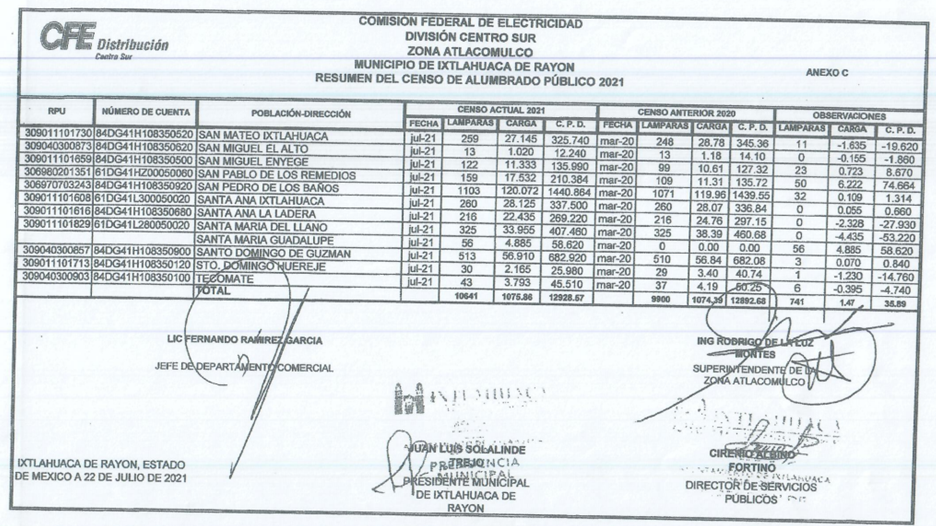 COMISIÓN FEDERAL DE ELECTRICIDAD
CFE Distribución
Centro Sur
DIVISIÓN CENTRO SUR
ZONA ATLACOMULCO
MUNICIPIO DE IXTLAHUACA DE RAYON
RESUMEN DEL CENSO DE ALUMBRADO PÚBLICO 2021
ANEXO C
RPU NÚMERO DE CUENTA POBLACIÓN-DIRECCIÓN CENSO ACTUAL 2021 CENSO ANTERIOR 2020 OBSERVACIONES
FECHA LAMPARAS CARGA C. P. D. FECHA LAMPARAS CARGA C. P. D. LAMPARAS CARGA C. P. D.
309011101730 84DG41H108350520 SAN MATEO IXTLAHUACA jul-21 259 27.145 325.740 mar-20 248 28.78 345.36 11 -1.635 -19.620
309040300873 84DG41H108350620 SAN MIGUEL EL ALTO jul-21 13 1.020 12.240 mar-20 13 1.18 14.10 0 -0.155 -1.860
309011101659 84DG41H108350500 SAN MIGUEL ENYEGE jul-21 122 11.333 135.990 mar-20 99 10.61 127.32 23 0.723 8.670
306980201351 61DG41HZ00050060 SAN PABLO DE LOS REMEDIOS jul-21 159 17.532 210.384 mar-20 109 11.31 135.72 50 6.222 74.664
306970703243 84DG41H108350920 SAN PEDRO DE LOS BAÑOS jul-21 1103 120.072 1440.864 mar-20 1071 119.96 1439.55 32 0.109 1.314
309011101608 61DG41L300050020 SANTA ANA IXTLAHUACA jul-21 260 28.125 337.500 mar-20 260 28.07 336.84 0 0.055 0.660
309011101616 84DG41H108350680 SANTA ANA LA LADERA jul-21 216 22.435 269.220 mar-20 216 24.76 297.15 0 -2.328 -27.930
309011101829 61DG41L280050020 SANTA MARIA DEL LLANO jul-21 325 33.955 407.460 mar-20 325 38.39 460.68 0 -4.435 -53.220
SANTA MARIA GUADALUPE jul-21 56 4.885 58.620 mar-20 0 0.00 0.00 56 4.885 58.620
309040300857 84DG41H108350900 SANTO DOMINGO DE GUZMAN jul-21 513 56.910 682.920 mar-20 510 56.84 682.08 3 0.070 0.840
309011101713 84DG41H108351120 STO. DOMINGO HUEREJE jul-21 30 2.165 25.980 mar-20 29 3.40 40.74 1 -1.230 -14.760
309040300903 84DG41H108351100 TECOMATE jul-21 43 3.793 45.510 mar-20 37 4.19 50.25 6 -0.395 -4.740
TOTAL 10641 1075.86 12928.57 9900 1074.39 12892.68 741 1.47 35.89
LIC FERNANDO RAMIREZ GARCIA
JEFE DE DEPARTAMENTO COMERCIAL
ING RODRIGO DE LA LUZ
MONTES
SUPERINTENDENTE DE LA
ZONA ATLACOMULCO
IXTLAHUACA
IXTLAHUACA
JUAN LUIS SOLALINDE
TREJO
PRESIDENCIA
MUNICIPAL
PRESIDENTE MUNICIPAL
DE IXTLAHUACA DE
RAYON
CIRENIO ALBINO
FORTINO
DIRECTOR DE SERVICIOS
PÚBLICOS
IXTLAHUACA DE RAYON, ESTADO
DE MEXICO A 22 DE JULIO DE 2021